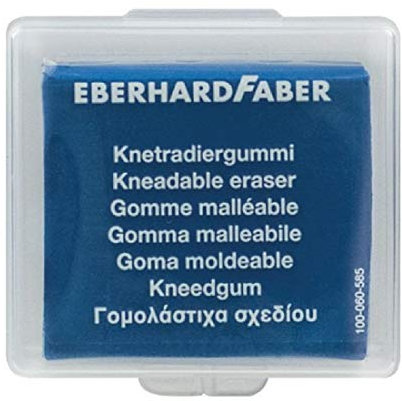 EBERHARDFABER
Knetradiergummi
Kneadable eraser
Gomme malléable
Gomma malleabile
Goma moldeable
Kneedgum
Γομολάστιχα σχεδίου
100-060-585